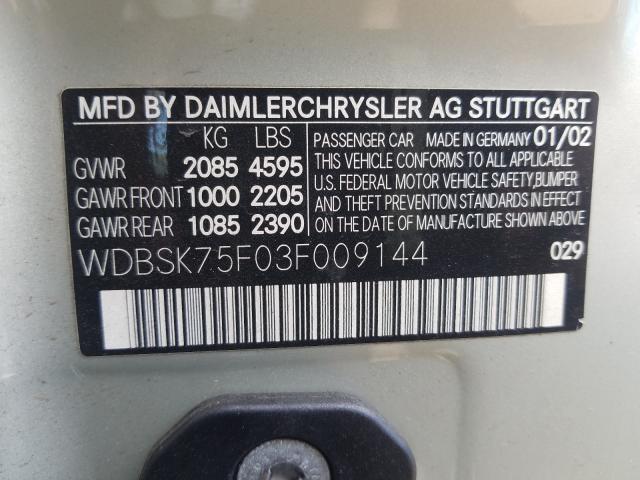 MFD BY DAIMLERCHRYSLER AG STUTTGART
KG LBS
GVWR 2085 4595
GAWR FRONT 1000 2205
GAWR REAR 1085 2390
PASSENGER CAR MADE IN GERMANY 01/02
THIS VEHICLE CONFORMS TO ALL APPLICABLE
U.S. FEDERAL MOTOR VEHICLE SAFETY,BUMPER
AND THEFT PREVENTION STANDARDS IN EFFECT
ON THE DATE OF MANUFACTURE SHOWN ABOVE
WDBSK75F03F009144 029